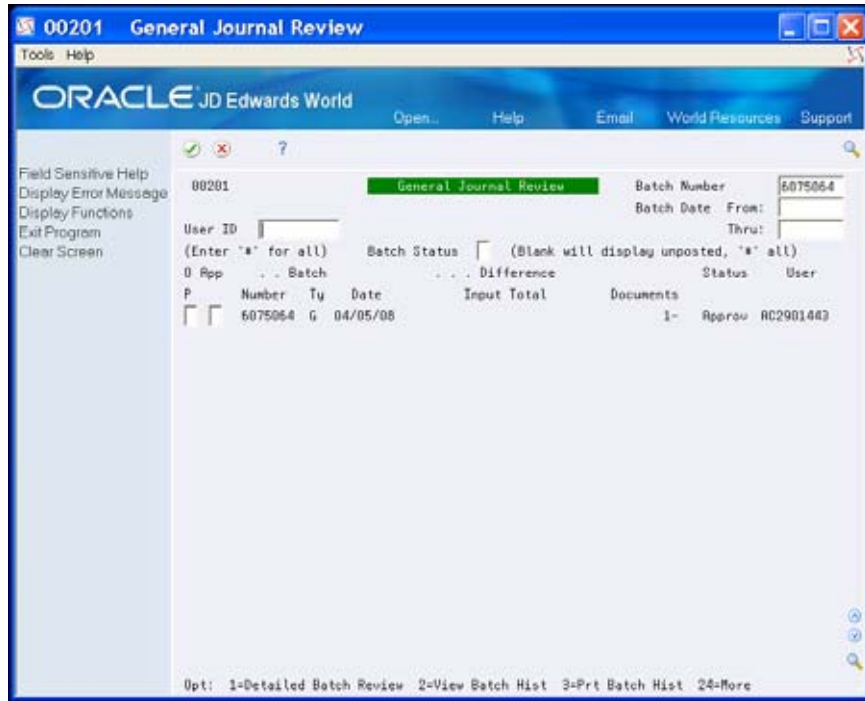 00201 General Journal Review
Tools Help
ORACLE JD Edwards World
Open... Help Email World Resources Support
?
Field Sensitive Help
Display Error Message
Display Functions
Exit Program
Clear Screen
00201 General Journal Review Batch Number 6075064
Batch Date From:
User ID Thru:
(Enter '*' for all) Batch Status (Blank will display unposted, '*' all)
O App . . Batch . . . Difference Status User
P Number Ty Date Input Total Documents
6075064 G 04/05/08 1- Approv AC2901443
Opt: 1=Detailed Batch Review 2=View Batch Hist 3=Prt Batch Hist 24=More